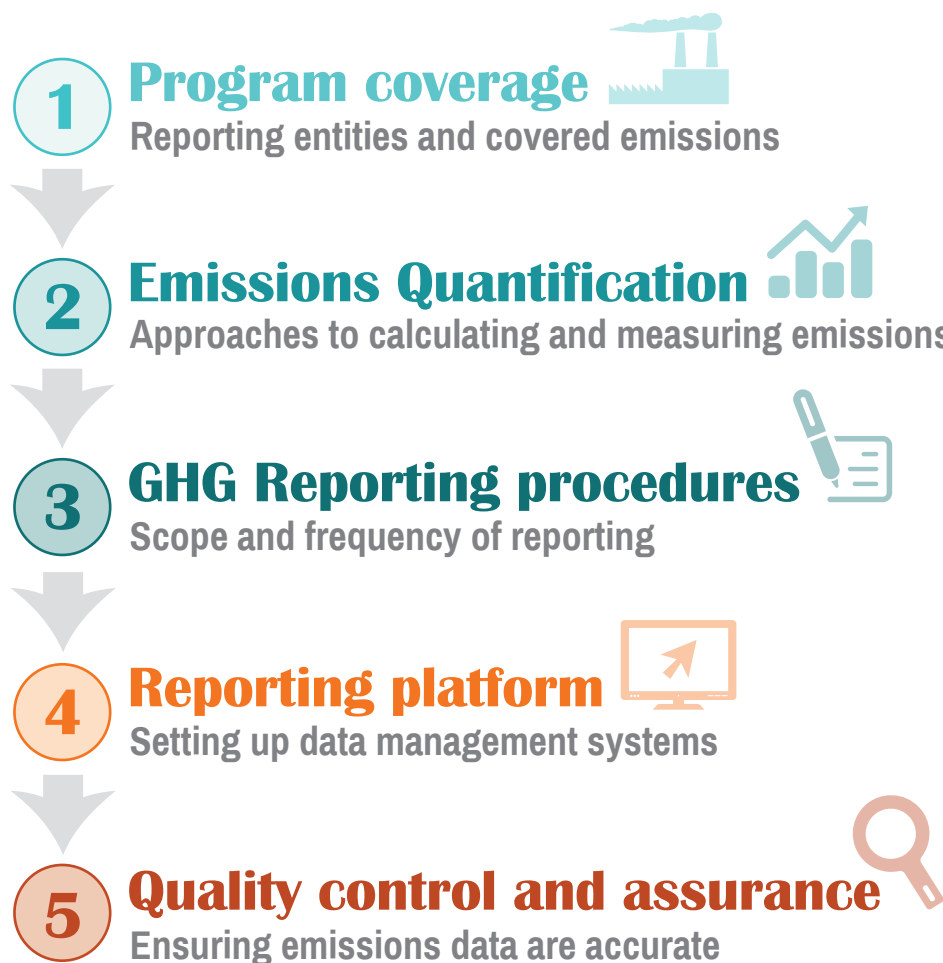 1
Program coverage
Reporting entities and covered emissions
2
Emissions Quantification
Approaches to calculating and measuring emissions
3
GHG Reporting procedures
Scope and frequency of reporting
4
Reporting platform
Setting up data management systems
5
Quality control and assurance
Ensuring emissions data are accurate